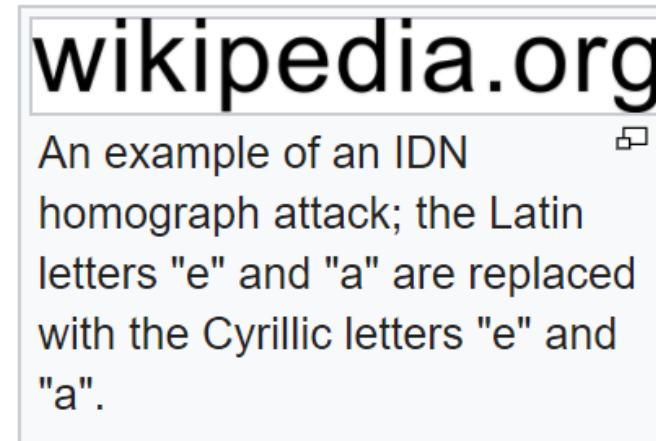 wikipedia.org
An example of an IDN
homograph attack; the Latin
letters "e" and "a" are replaced
with the Cyrillic letters "е" and
"а".